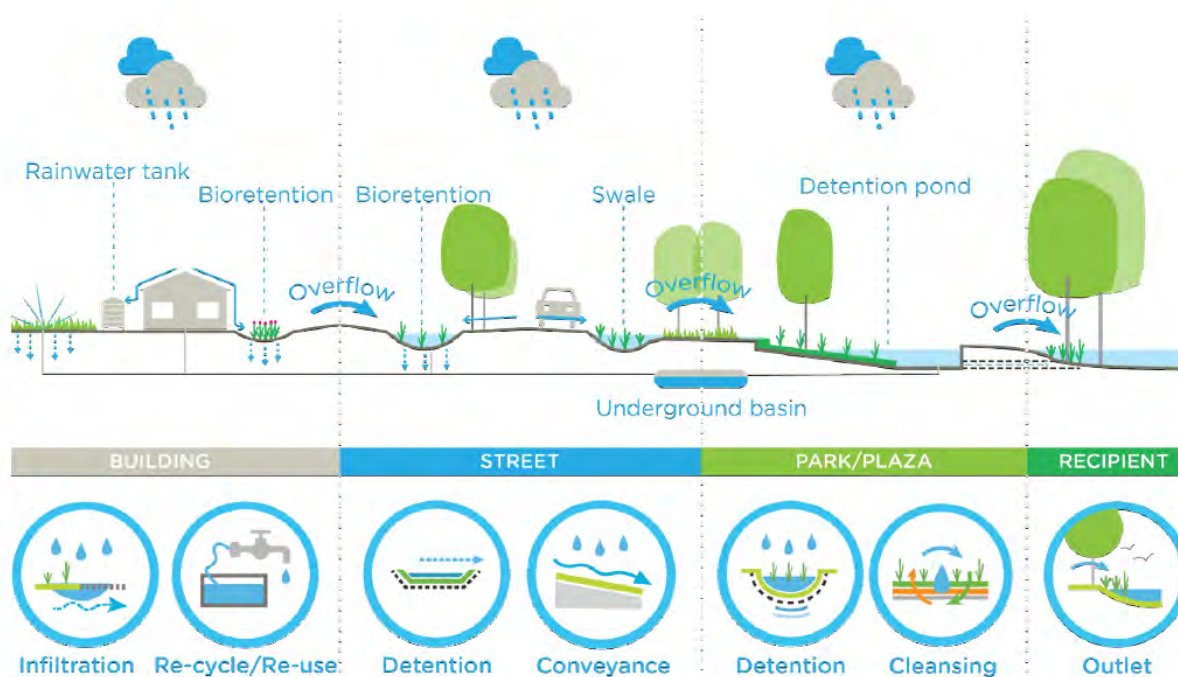 Rainwater tank
Bioretention
Bioretention
Swale
Detention pond
Overflow
Overflow
Overflow
Underground basin
BUILDING
STREET
PARK/PLAZA
RECIPIENT
Infiltration
Re-cycle/Re-use
Detention
Conveyance
Detention
Cleansing
Outlet